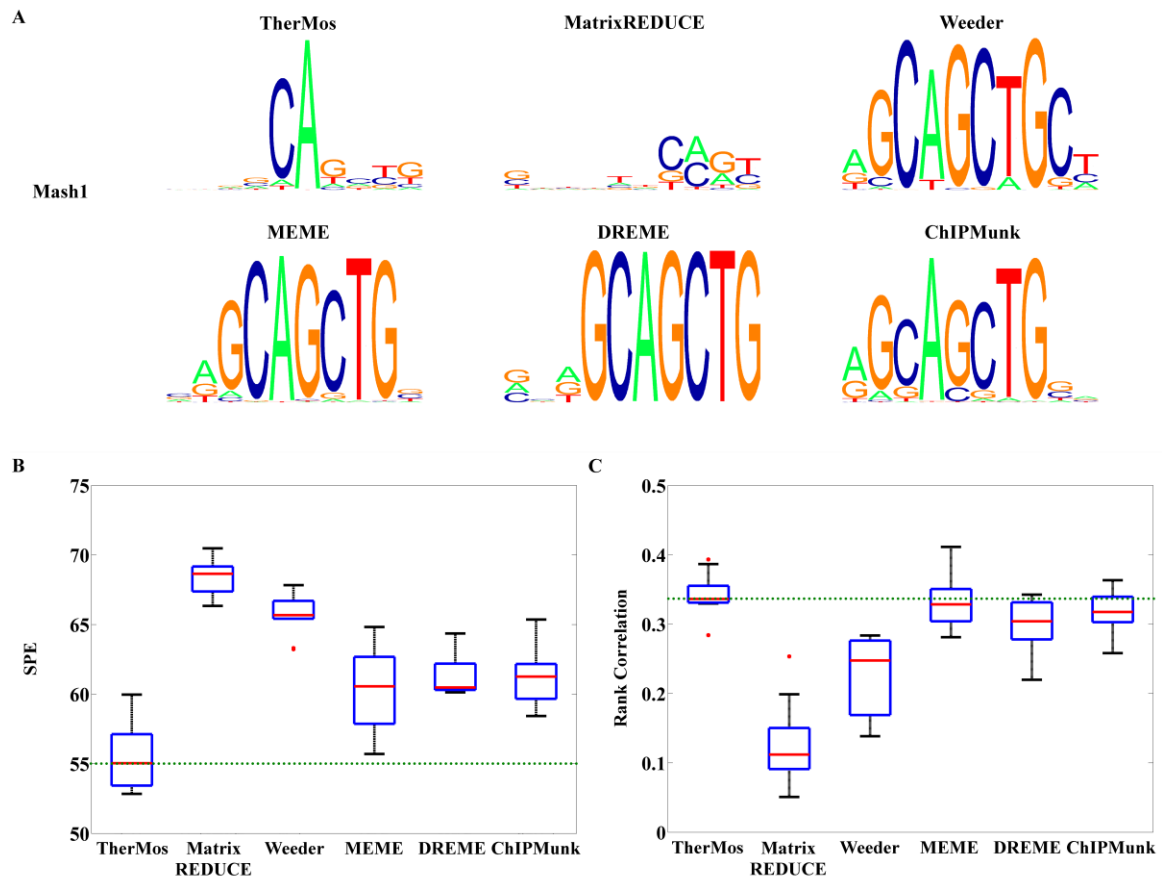 A
TherMos
MatrixREDUCE
Weeder
Mash1
MEME
DREME
ChIPMunk
B
75
70
65
60
55
50
SPE
TherMos
Matrix
REDUCE
Weeder
MEME
DREME
ChIPMunk
C
0.5
0.4
0.3
0.2
0.1
0
Rank Correlation
TherMos
Matrix
REDUCE
Weeder
MEME
DREME
ChIPMunk